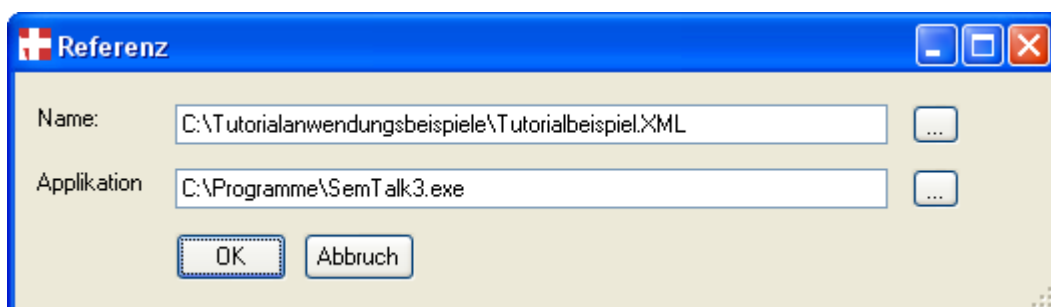 Referenz
Name: C:\Tutorialanwendungsbeispiele\Tutorialbeispiel.XML ...
Applikation C:\Programme\SemTalk3.exe ...
OK Abbruch